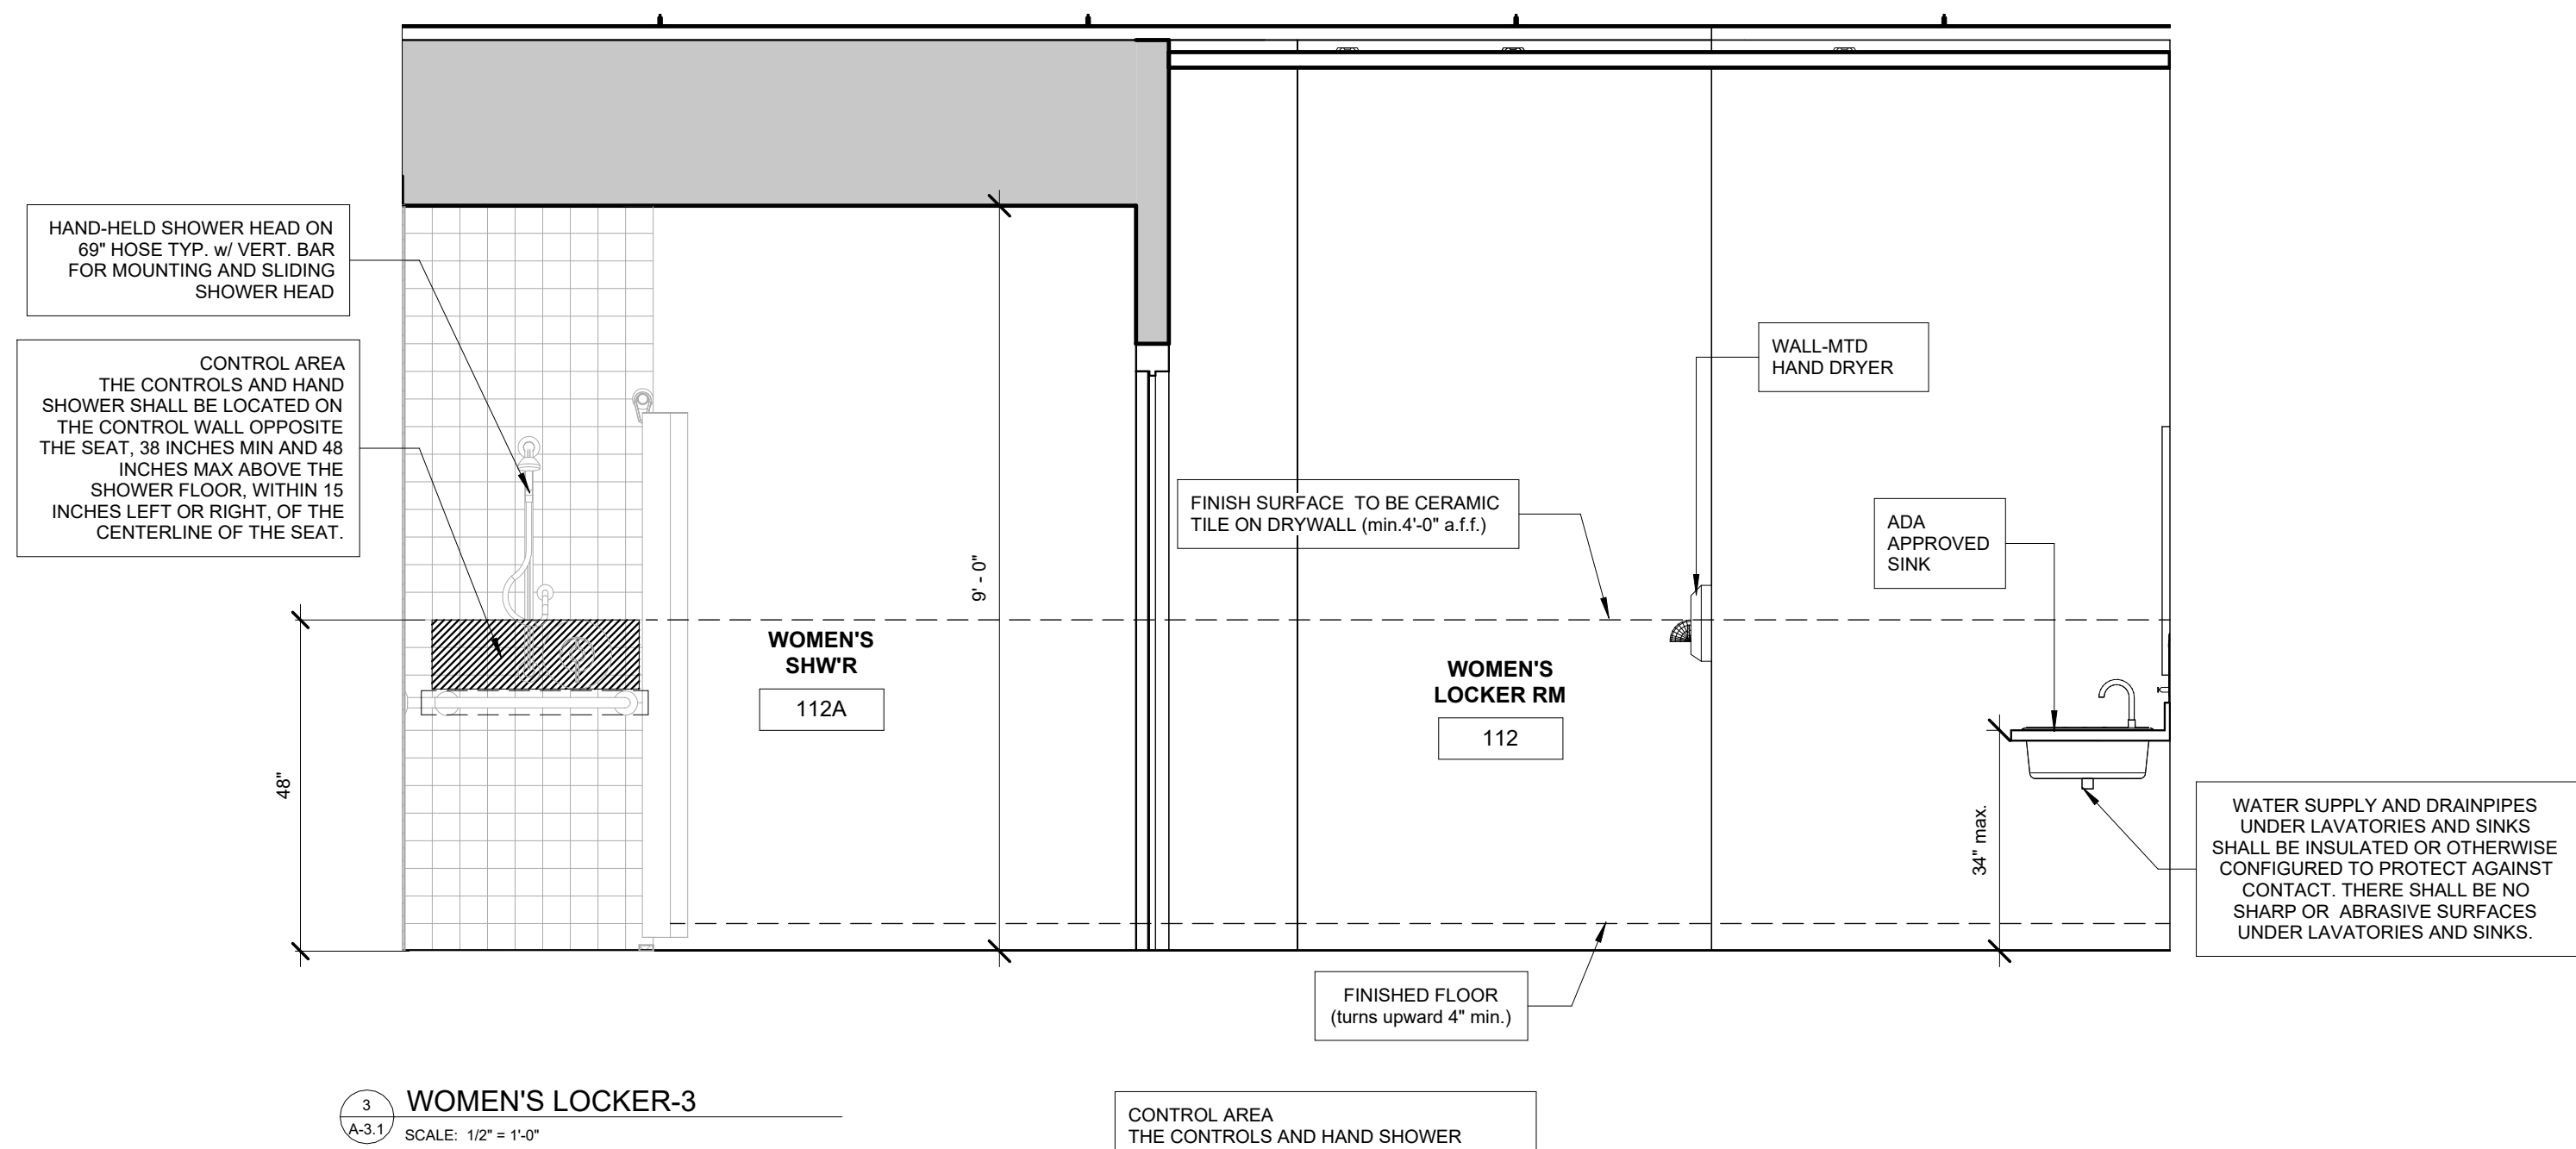 HAND-HELD SHOWER HEAD ON
69" HOSE TYP. w/ VERT. BAR
FOR MOUNTING AND SLIDING
SHOWER HEAD
CONTROL AREA
THE CONTROLS AND HAND
SHOWER SHALL BE LOCATED ON
THE CONTROL WALL OPPOSITE
THE SEAT, 38 INCHES MIN AND 48
INCHES MAX ABOVE THE
SHOWER FLOOR, WITHIN 15
INCHES LEFT OR RIGHT, OF THE
CENTERLINE OF THE SEAT.
48"
WOMEN'S
SHW'R
112A
9' - 0"
FINISH SURFACE TO BE CERAMIC
TILE ON DRYWALL (min.4'-0" a.f.f.)
WALL-MTD
HAND DRYER
ADA
APPROVED
SINK
WOMEN'S
LOCKER RM
112
34" max.
WATER SUPPLY AND DRAINPIPES
UNDER LAVATORIES AND SINKS
SHALL BE INSULATED OR OTHERWISE
CONFIGURED TO PROTECT AGAINST
CONTACT. THERE SHALL BE NO
SHARP OR ABRASIVE SURFACES
UNDER LAVATORIES AND SINKS.
FINISHED FLOOR
(turns upward 4" min.)
3
A-3.1
WOMEN'S LOCKER-3
SCALE: 1/2" = 1'-0"
CONTROL AREA
THE CONTROLS AND HAND SHOWER